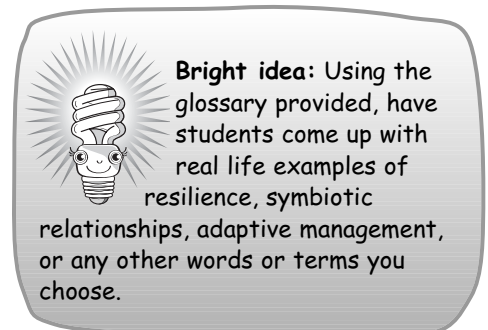 Bright idea: Using the
glossary provided, have
students come up with
real life examples of
resilience, symbiotic
relationships, adaptive management,
or any other words or terms you
choose.